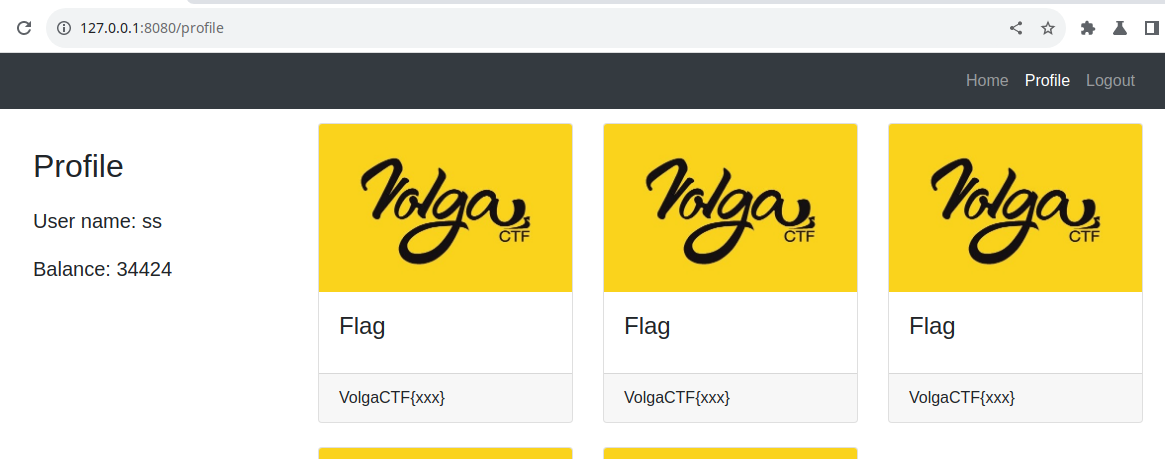 127.0.0.1:8080/profile
Home Profile Logout
Profile
User name: ss
Balance: 34424
Volga CTF
Volga CTF
Volga CTF
Flag
Flag
Flag
VolgaCTF{xxx}
VolgaCTF{xxx}
VolgaCTF{xxx}